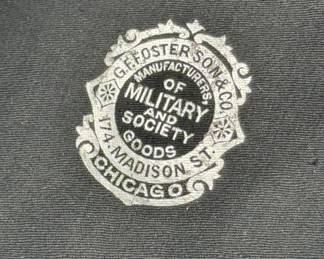 G.F. FOSTER SON & CO.
MANUFACTURERS,
OF
MILITARY
AND
SOCIETY
GOODS
174 MADISON ST.
CHICAGO